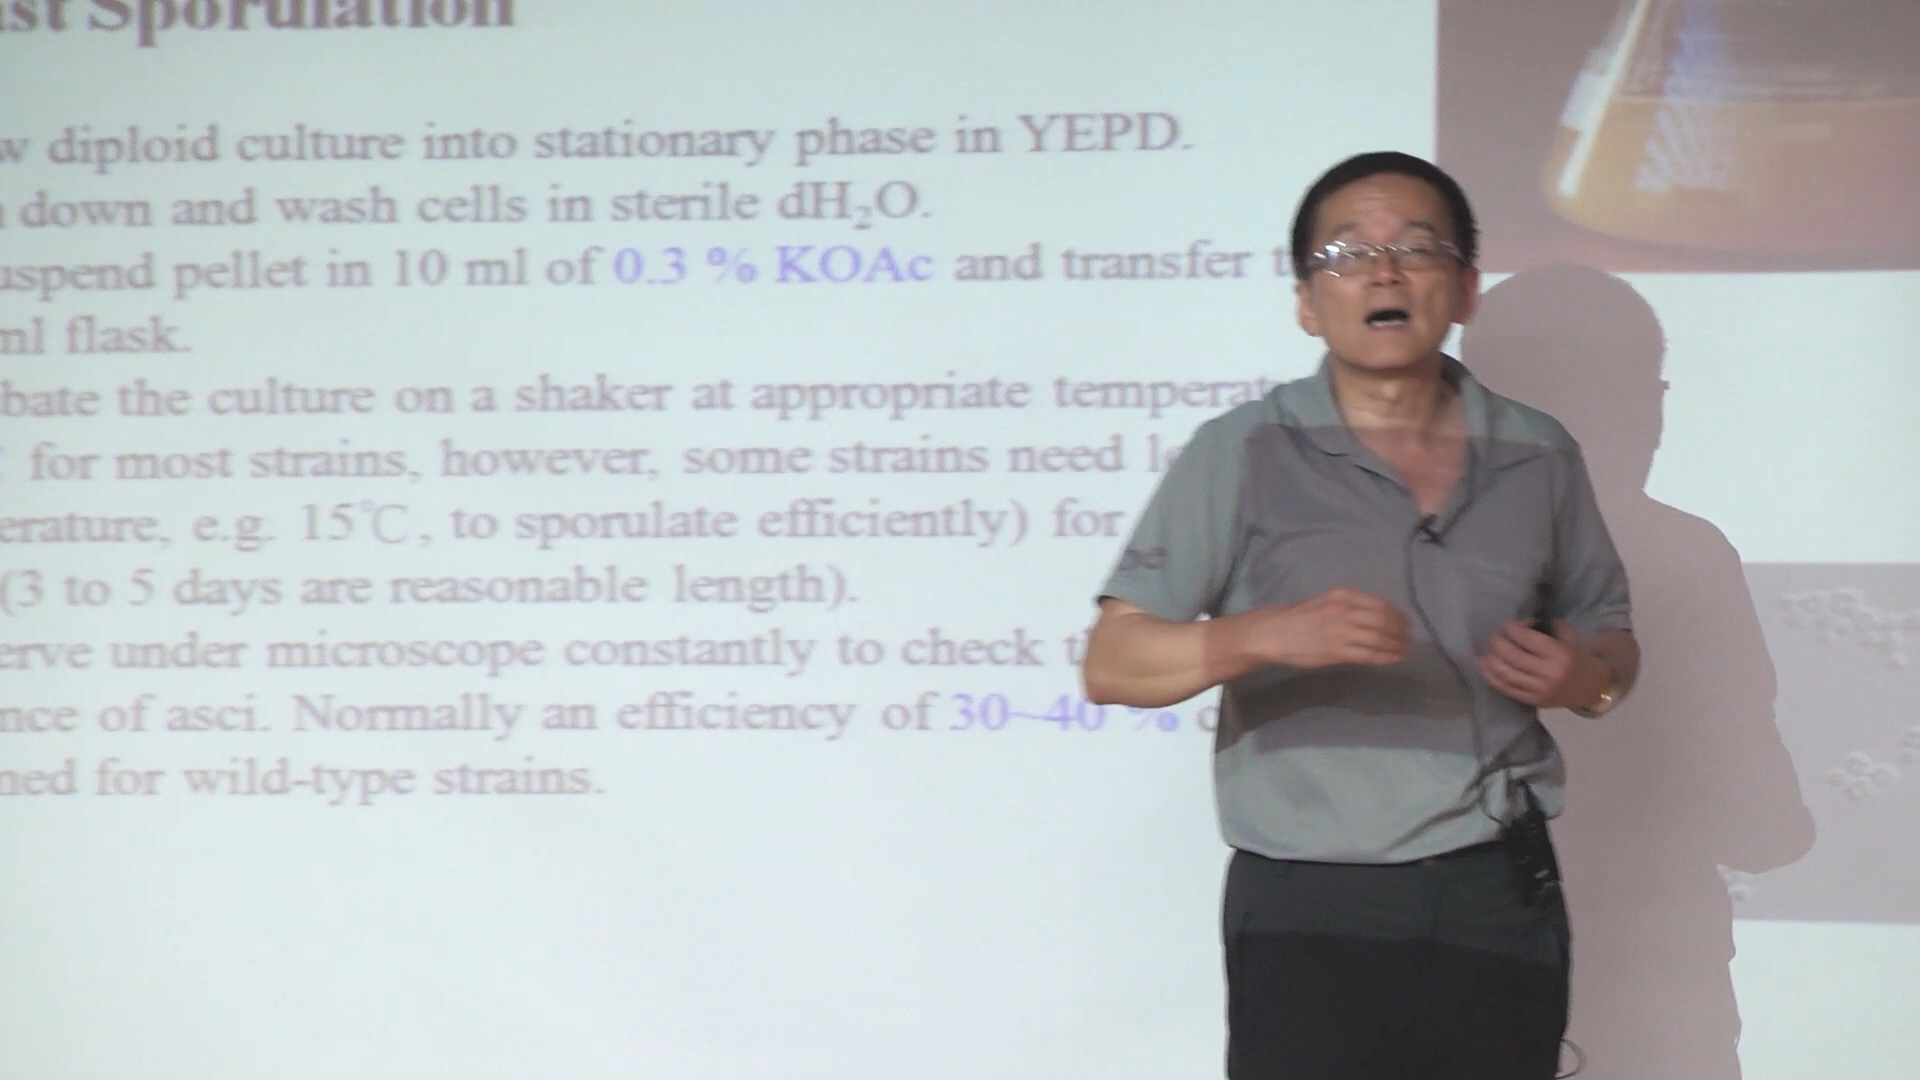 Sporulation
diploid culture into stationary phase in YEPD.
down and wash cells in sterile dH₂O.
uspend pellet in 10 ml of 0.3 % KOAc and transfer t
ml flask.
bate the culture on a shaker at appropriate temperat
for most strains, however, some strains need l
erature, e.g. 15℃, to sporulate efficiently) for
(3 to 5 days are reasonable length).
erve under microscope constantly to check t
nce of asci. Normally an efficiency of 30~40 %
ned for wild-type strains.